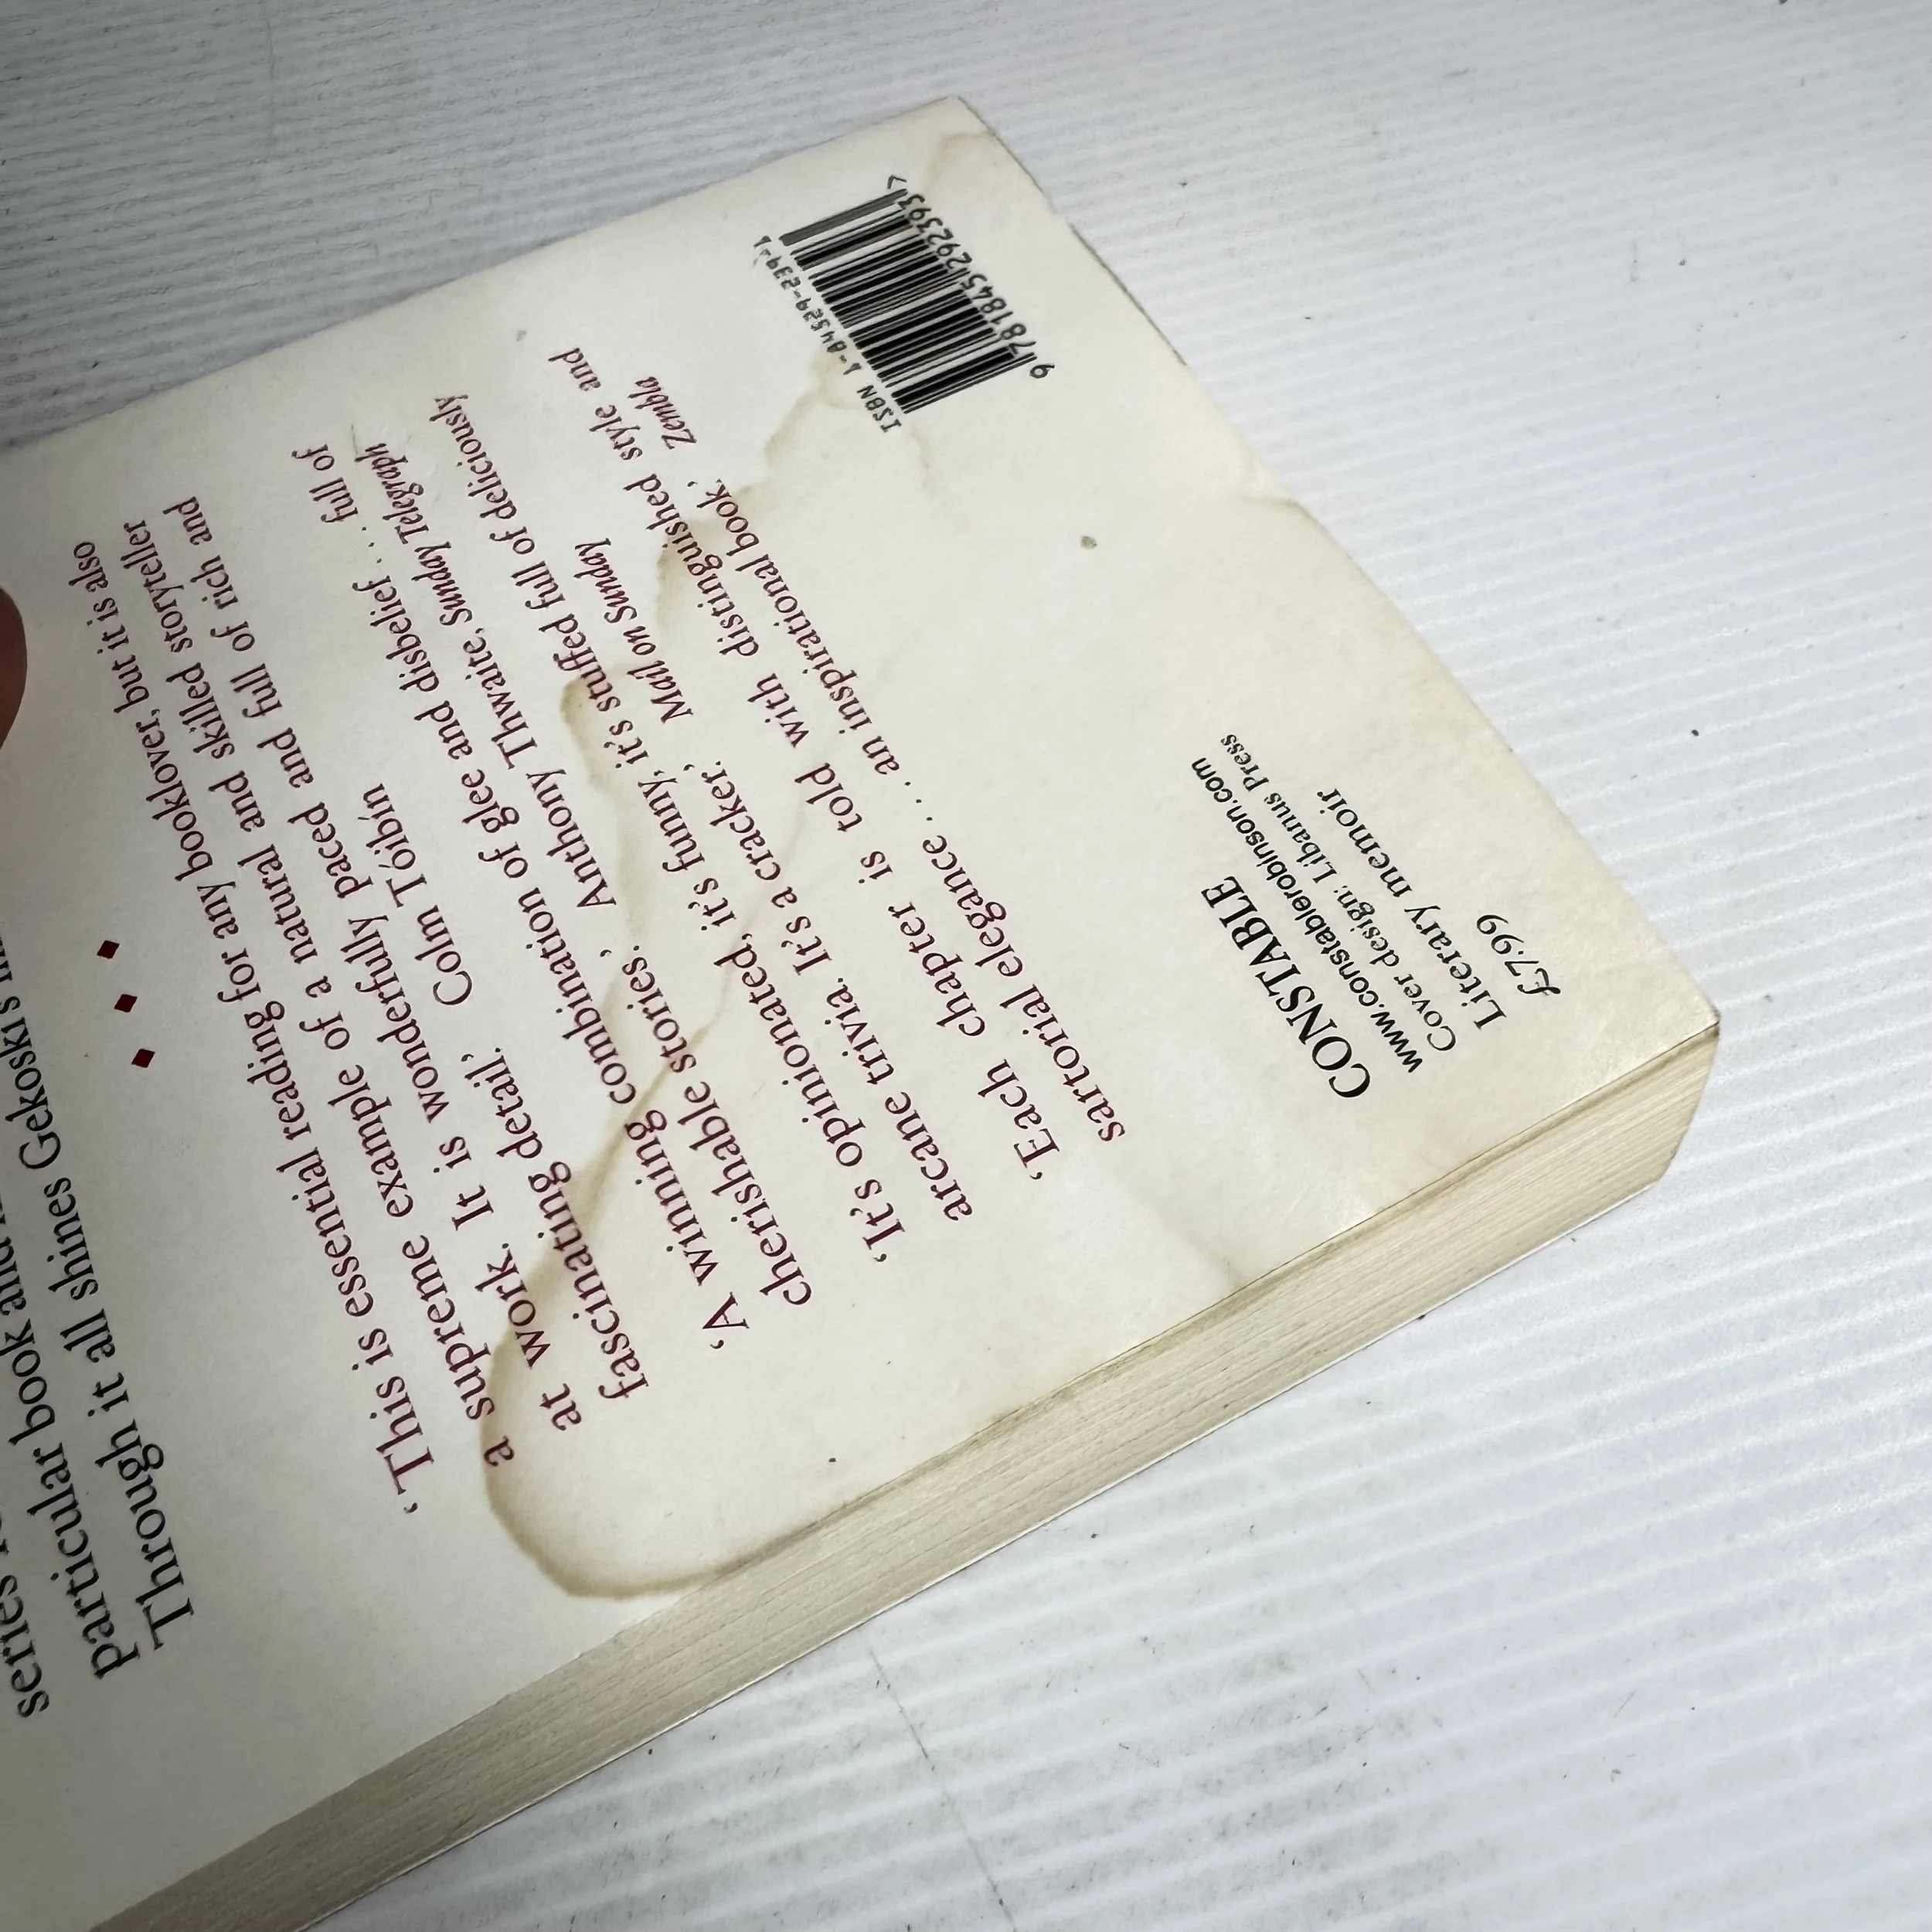 series
particular book and
Through it all shines Gekoski's
‘This is essential reading for any booklover, but it is also
a supreme example of a natural and skilled storyteller
at work. It is wonderfully paced and full of rich and
fascinating detail.’ Colm Tóibín
‘A winning combination of glee and disbelief . . . full of
cherishable stories.’ Anthony Thwaite, Sunday Telegraph
‘It’s opinionated, it’s funny, it’s stuffed full of deliciously
arcane trivia. It’s a cracker.’ Mail on Sunday
‘Each chapter is told with distinguished style and
sartorial elegance . . . an inspirational book.’ Zembla
CONSTABLE
www.constablerobinson.com
Cover design: Libanus Press
Literary memoir
£7.99
ISBN 1-84529-239-1
9 781845 292393 >